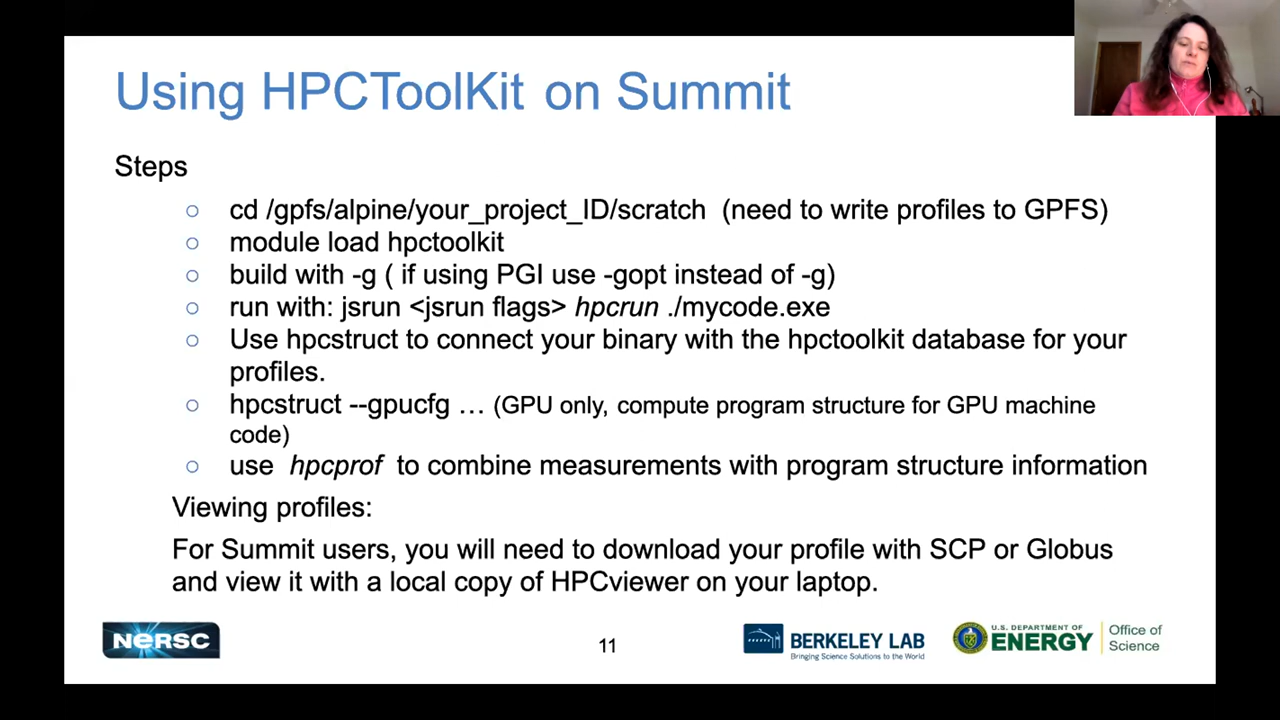 Using HPCToolKit on Summit
Steps
cd /gpfs/alpine/your_project_ID/scratch (need to write profiles to GPFS)
module load hpctoolkit
build with -g ( if using PGI use -gopt instead of -g)
run with: jsrun <jsrun flags> hpcrun ./mycode.exe
Use hpcstruct to connect your binary with the hpctoolkit database for your
profiles.
hpcstruct --gpucfg … (GPU only, compute program structure for GPU machine
code)
use hpcprof to combine measurements with program structure information
Viewing profiles:
For Summit users, you will need to download your profile with SCP or Globus
and view it with a local copy of HPCviewer on your laptop.
NERSC
11
BERKELEY LAB
Bringing Science Solutions to the World
U.S. DEPARTMENT OF
ENERGY
Office of
Science